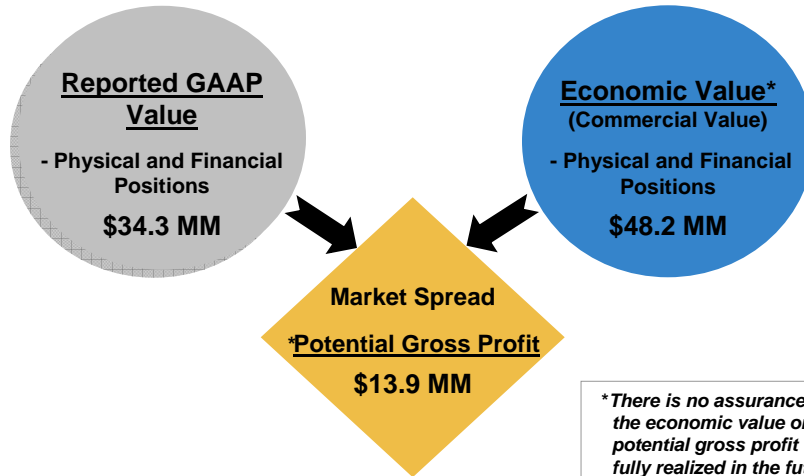 Reported GAAP
Value
- Physical and Financial
Positions
$34.3 MM
Economic Value*
(Commercial Value)
- Physical and Financial
Positions
$48.2 MM
Market Spread
*Potential Gross Profit
$13.9 MM
*There is no assurance
the economic value or
potential gross profit
fully realized in the